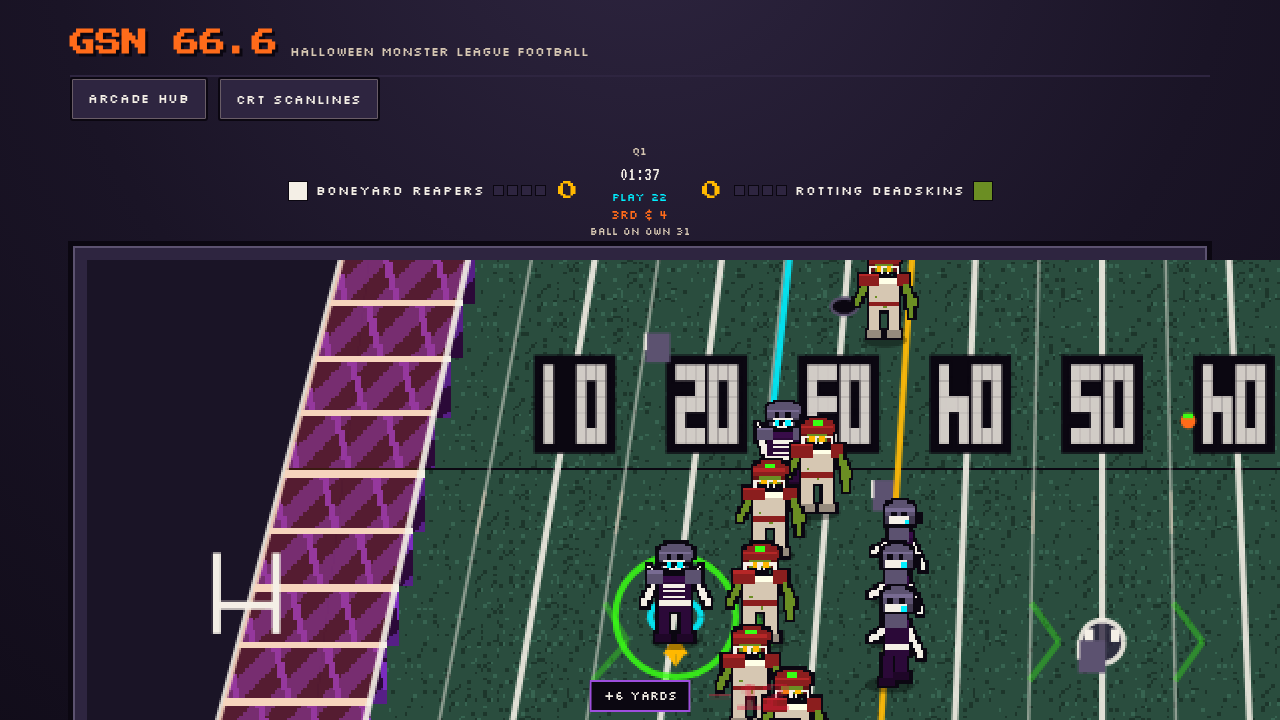 GSN 66.6
HALLOWEEN MONSTER LEAGUE FOOTBALL
ARCADE HUB
CRT SCANLINES
Q1
01:37
BONEYARD REAPERS 0
0 ROTTING DEADSKINS
PLAY 22
3RD & 4
BALL ON OWN 31
10 20 50 40 50 40
+6 YARDS